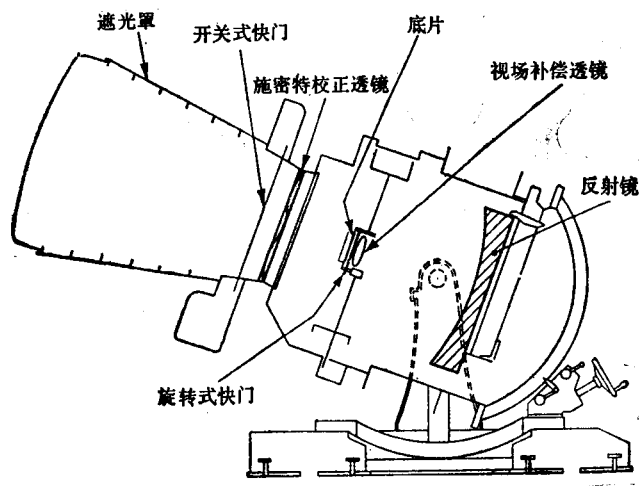 遮光罩
开关式快门
底片
施密特校正透镜
视场补偿透镜
反射镜
旋转式快门